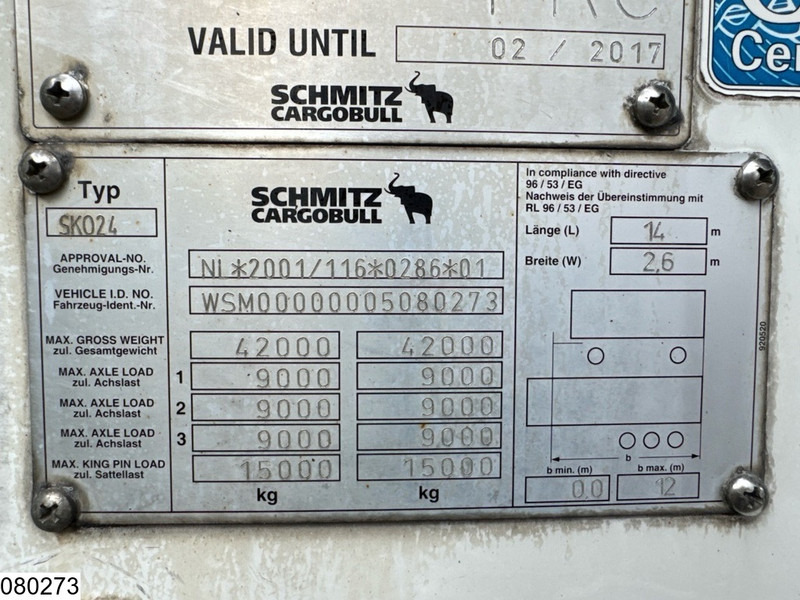 VALID UNTIL 02 / 2017
SCHMITZ
CARGOBULL
Cer
Typ
SKO24
SCHMITZ
CARGOBULL
In compliance with directive
96 / 53 / EG
Nachweis der Übereinstimmung mit
RL 96 / 53 / EG
Länge (L) 14 m
Breite (W) 2,6 m
APPROVAL-NO.
Genehmigungs-Nr.
NL*2001/116*0286*01
VEHICLE I.D. NO.
Fahrzeug-Ident.-Nr.
WSM00000005080273
MAX. GROSS WEIGHT
zul. Gesamtgewicht
42000 42000
MAX. AXLE LOAD
zul. Achslast
1 9000 9000
MAX. AXLE LOAD
zul. Achslast
2 9000 9000
MAX. AXLE LOAD
zul. Achslast
3 9000 9000
MAX. KING PIN LOAD
zul. Sattellast
15000 15000
kg kg
b
b min. (m) b max. (m)
0.0 12
920520
080273